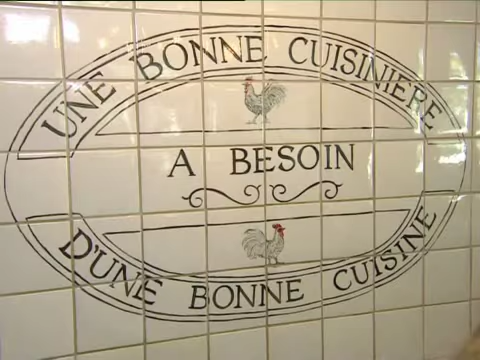 UNE BONNE CUISINIERE
A BESOIN
D'UNE BONNE CUISINE